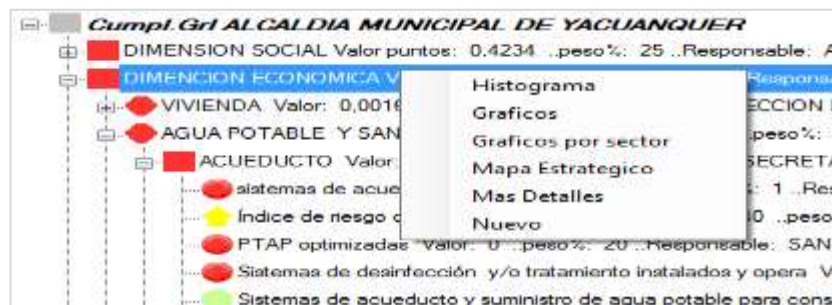 Cumpl.Grl ALCALDIA MUNICIPAL DE YACUANQUER
DIMENSION SOCIAL Valor puntos: 0.4234 ..peso%: 25 ..Responsable: A
DIMENCION ECONOMICA V Responsa
VIVIENDA Valor: 0,0016 ECCION
AGUA POTABLE Y SAN .peso%:
ACUEDUCTO Valor SECRETA
sistemas de acue : 1 ..Res
Índice de riesgo 0 ..peso
PTAP optimizadas Valor: 0 ..peso%: 20 ..Responsable: SAN
Sistemas de desinfección y/o tratamiento instalados y opera V
Sistemas de acueducto y suministro de agua potable para cons
Histograma
Graficos
Graficos por sector
Mapa Estrategico
Mas Detalles
Nuevo